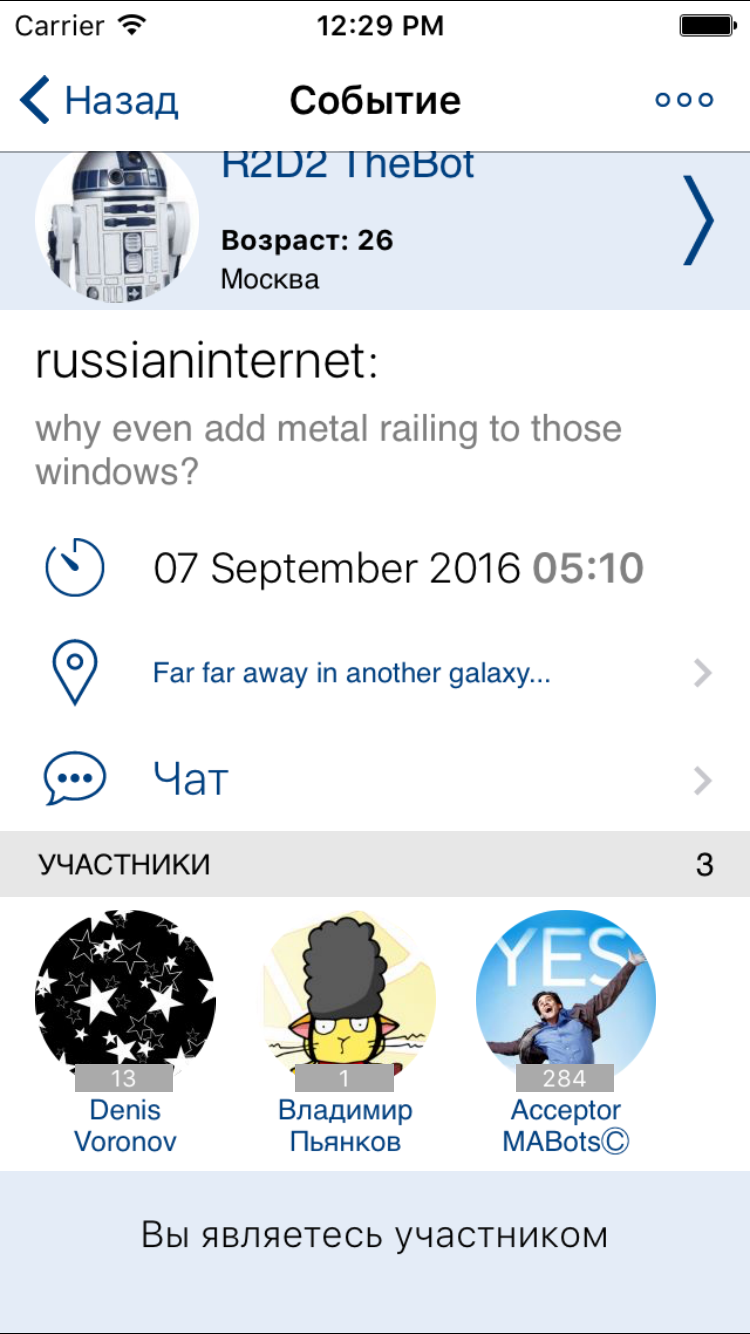 Carrier 12:29 PM
Назад Событие
R2D2 TheBot
Возраст: 26
Москва
russianinternet:
why even add metal railing to those
windows?
07 September 2016 05:10
Far far away in another galaxy...
Чат
УЧАСТНИКИ 3
YES
13 1 284
Denis Владимир Acceptor
Voronov Пьянков MABotsⒸ
Вы являетесь участником